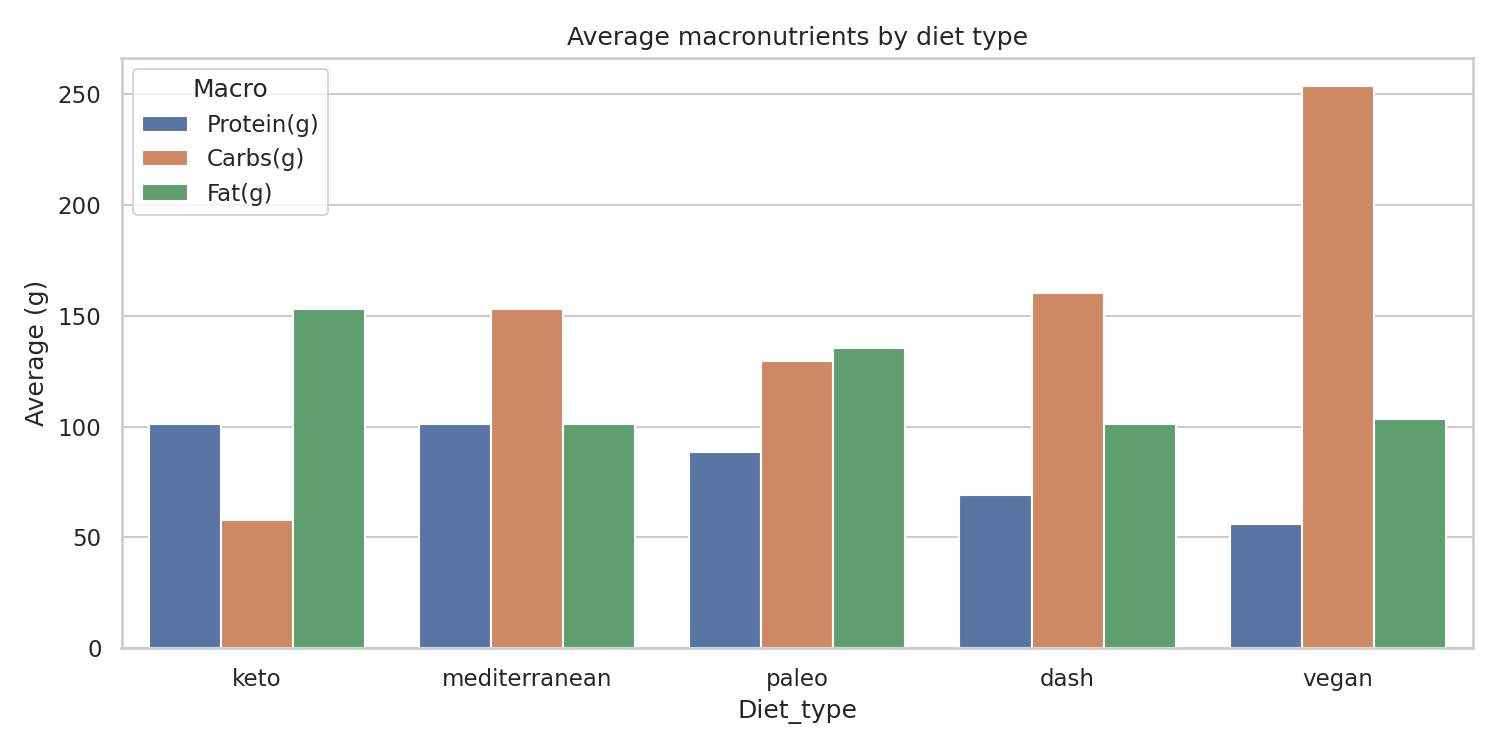 Average macronutrients by diet type
Macro
Protein(g)
Carbs(g)
Fat(g)
Average (g)
250
200
150
100
50
0
keto mediterranean paleo dash vegan
Diet_type